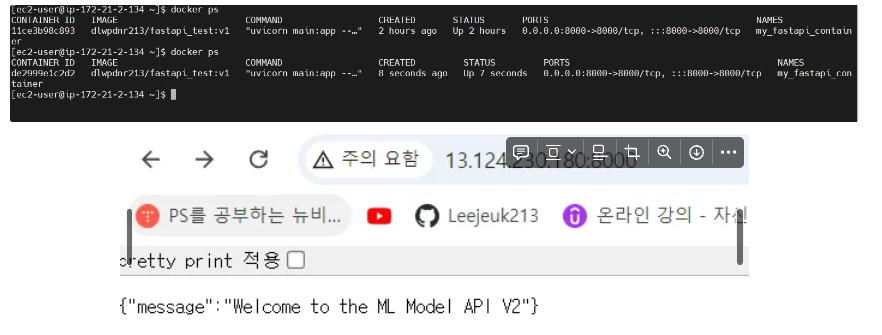 [ec2-user@ip-172-21-2-134 ~]$ docker ps
CONTAINER ID   IMAGE   COMMAND   CREATED   STATUS   PORTS   NAMES
11ce3b98c893   dlwpdnr213/fastapi_test:v1   "uvicorn main:app --…"   2 hours ago   Up 2 hours   0.0.0.0:8000->8000/tcp, :::8000->8000/tcp   my_fastapi_contain
er
[ec2-user@ip-172-21-2-134 ~]$ docker ps
CONTAINER ID   IMAGE   COMMAND   CREATED   STATUS   PORTS   NAMES
de2999e1c2d2   dlwpdnr213/fastapi_test:v1   "uvicorn main:app --…"   8 seconds ago   Up 7 seconds   0.0.0.0:8000->8000/tcp, :::8000->8000/tcp   my_fastapi_con
tainer
[ec2-user@ip-172-21-2-134 ~]$
주의 요함   13.124.230.180:8000
PS를 공부하는 뉴비...   Leejeuk213   온라인 강의 - 자신
pretty print 적용
{"message":"Welcome to the ML Model API V2"}